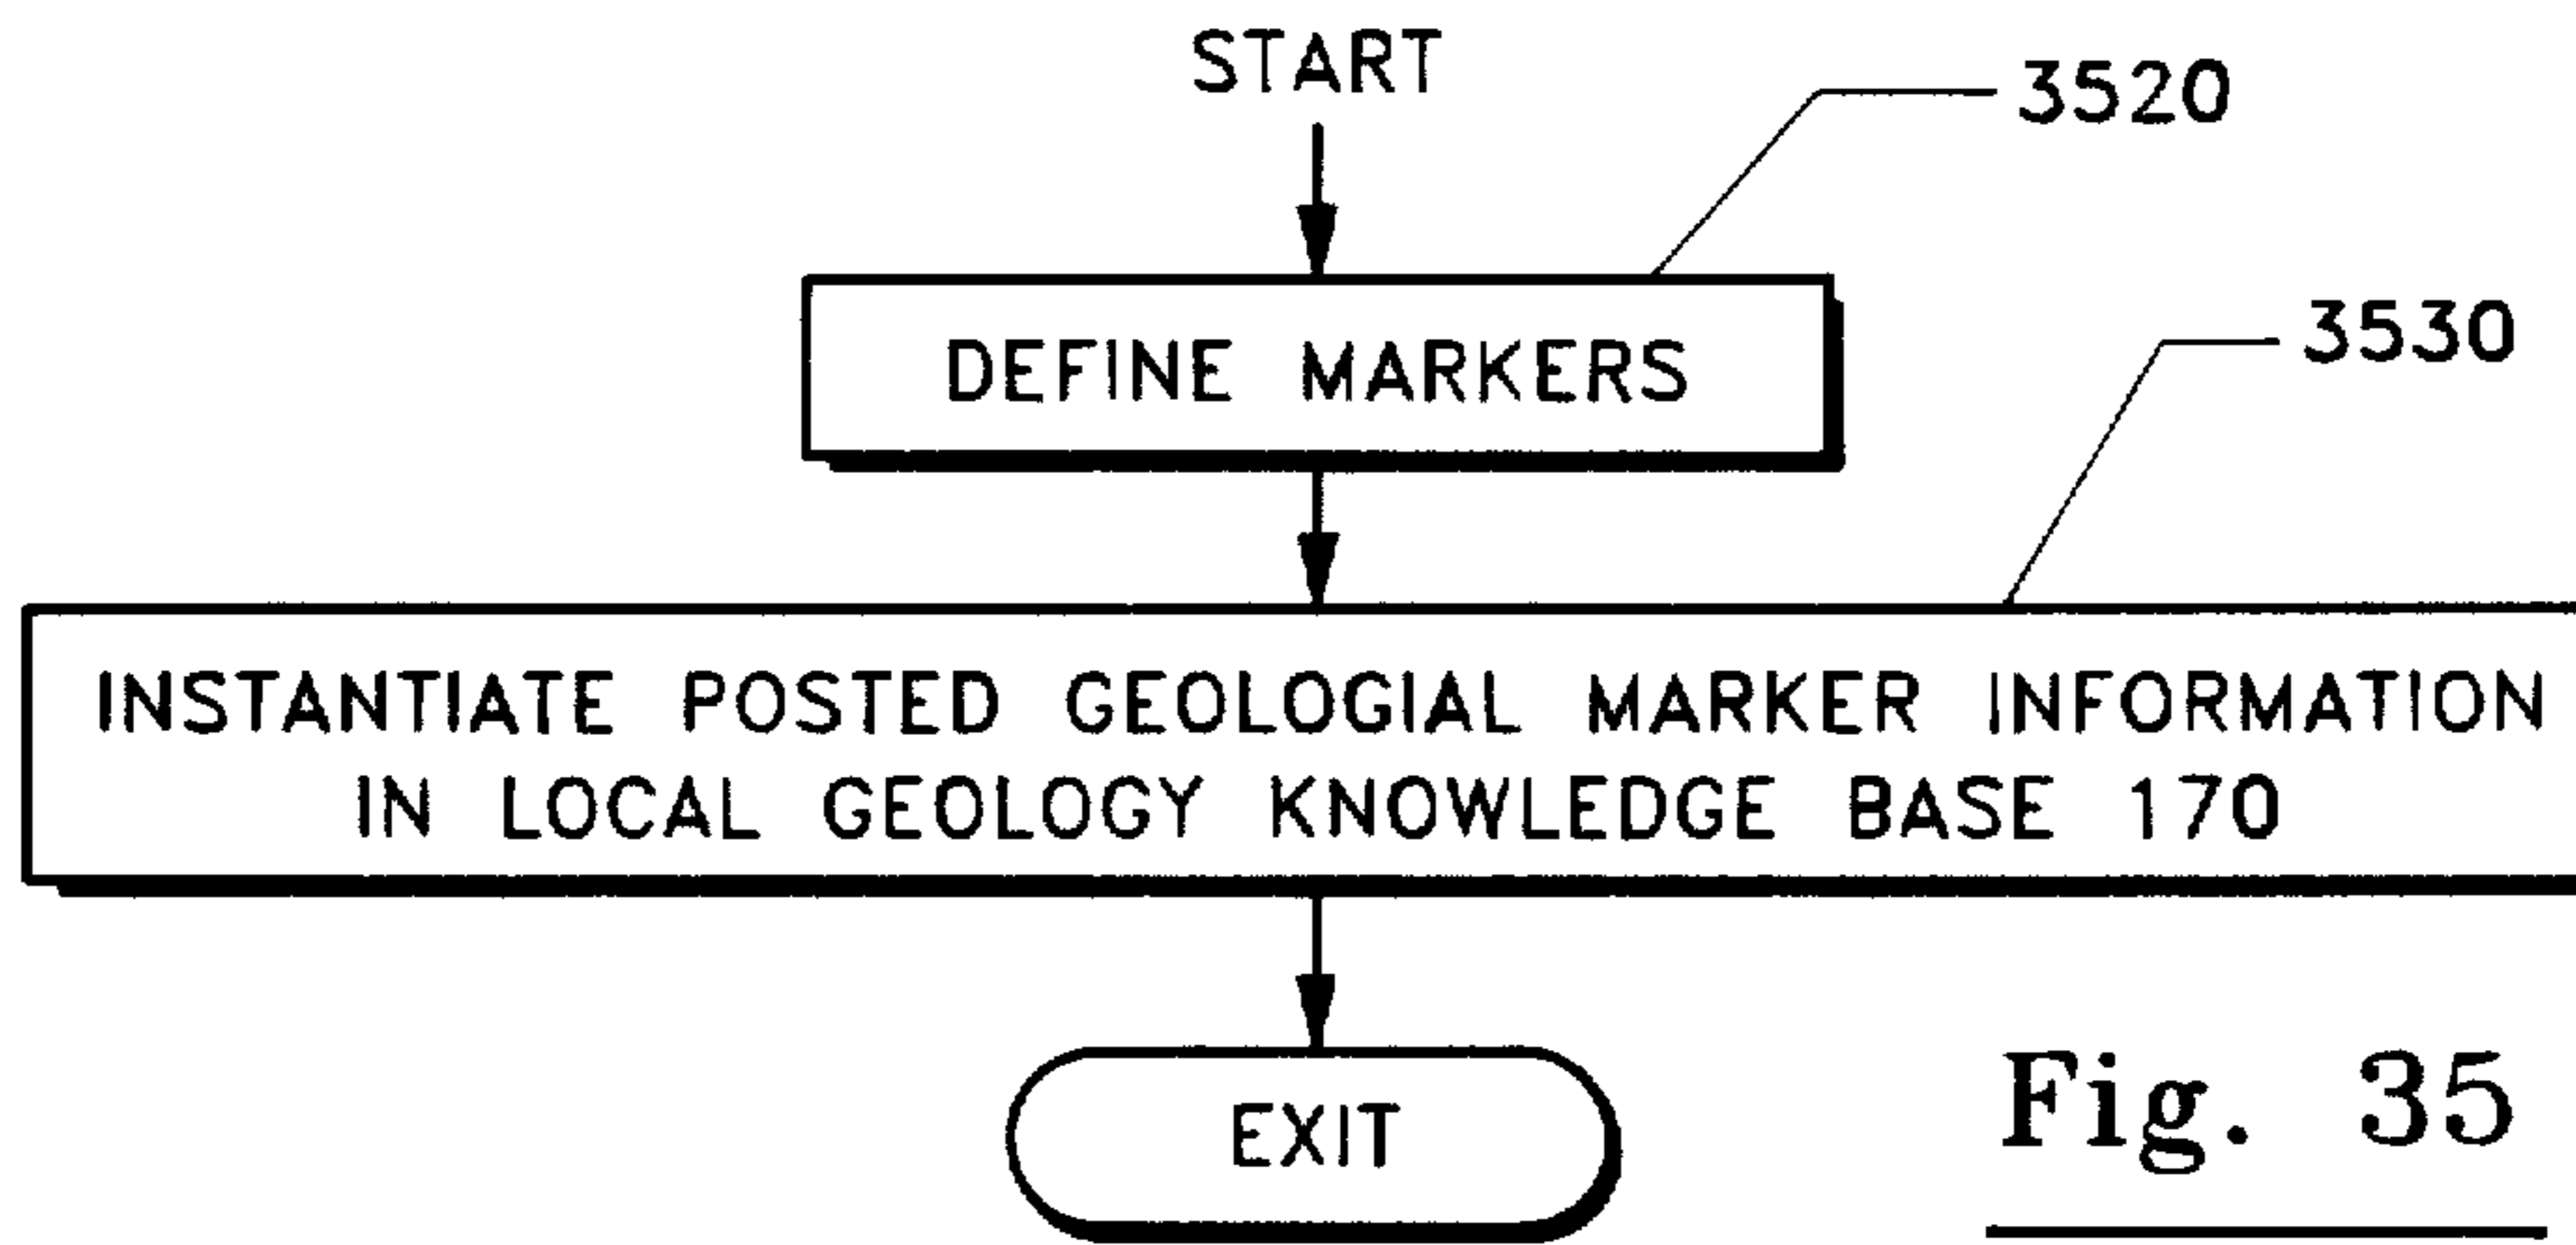 START
3520
DEFINE MARKERS
3530
INSTANTIATE POSTED GEOLOGIAL MARKER INFORMATION
IN LOCAL GEOLOGY KNOWLEDGE BASE 170
EXIT
Fig. 35